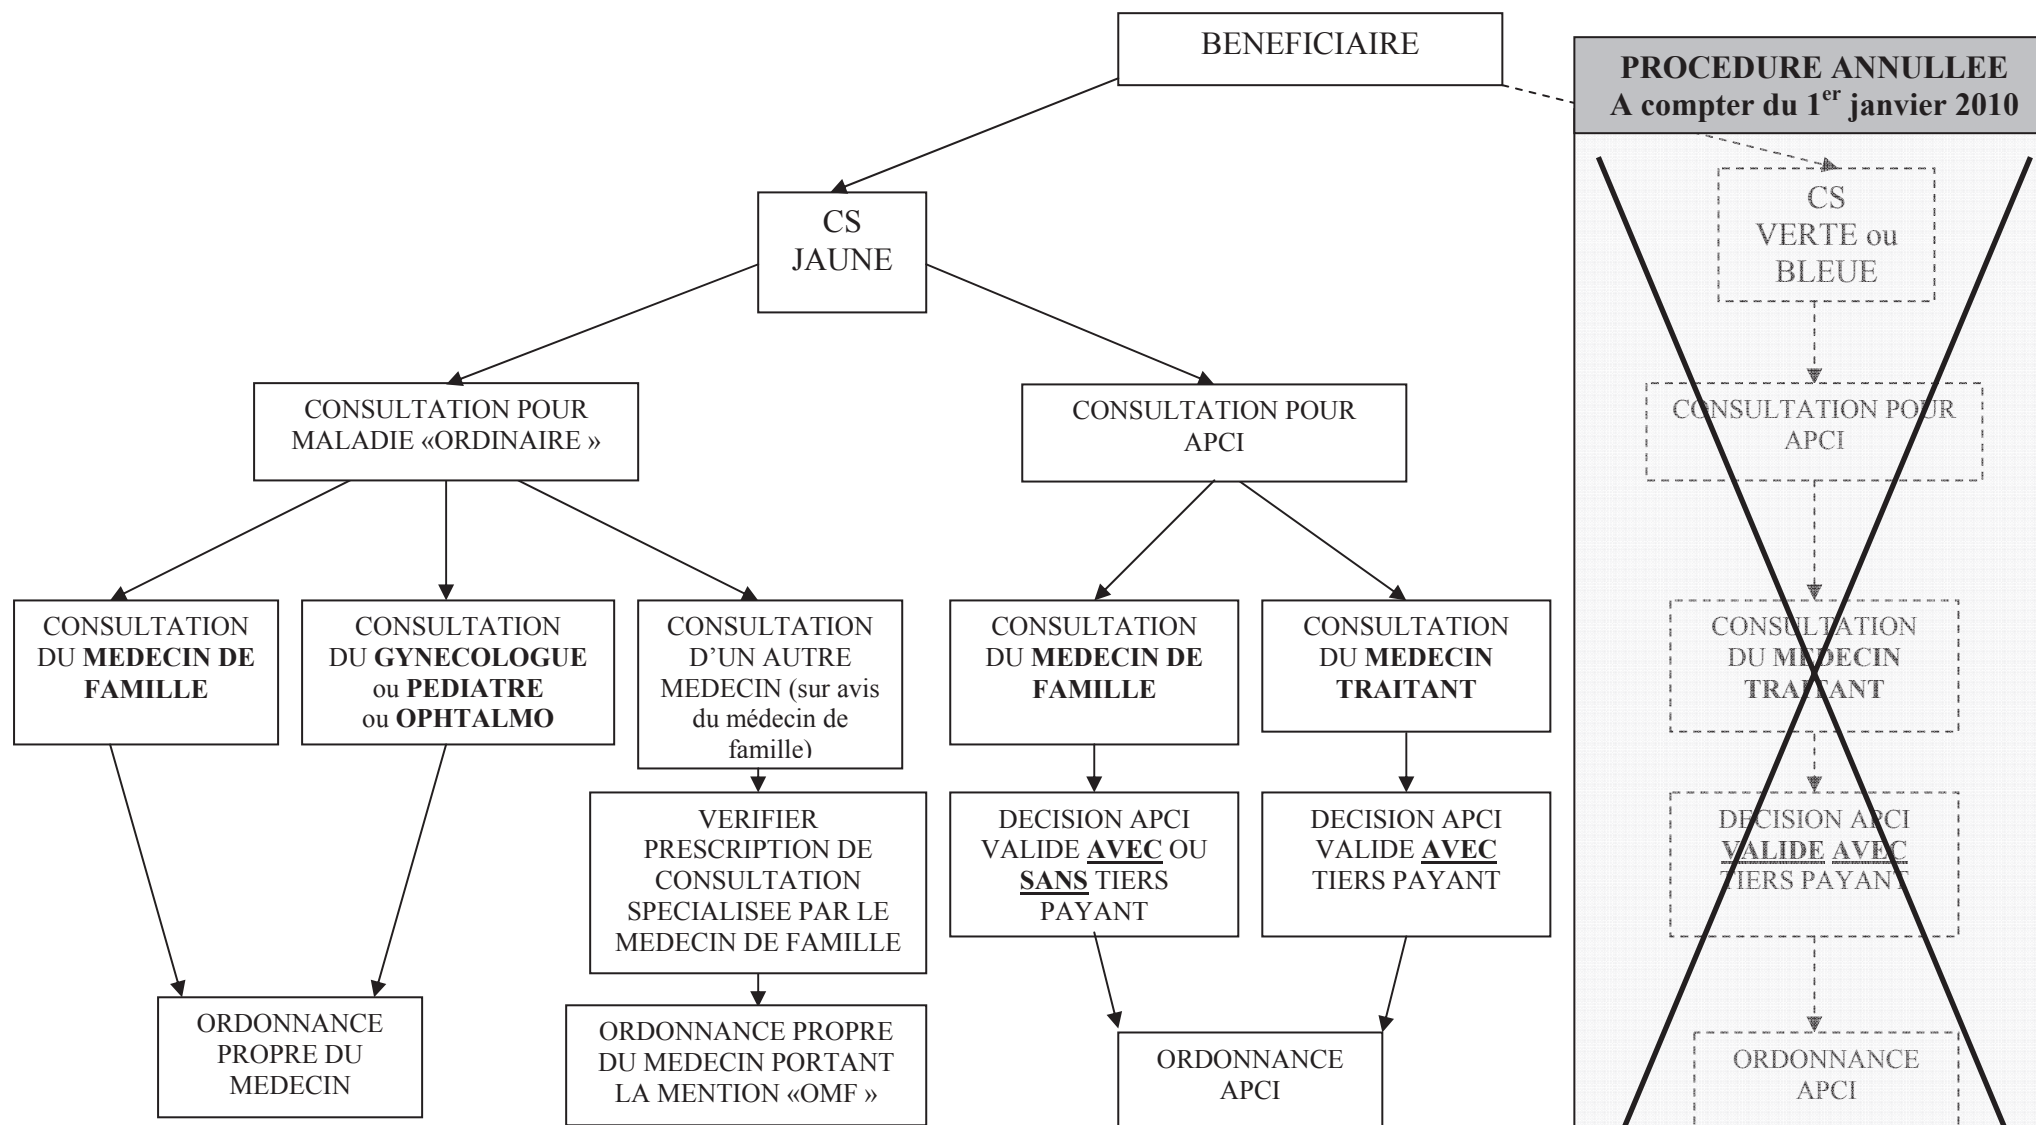 BENEFICIAIRE
PROCEDURE ANNULLEE
A compter du 1er janvier 2010
CS
JAUNE
CS
VERTE ou
BLEUE
CONSULTATION POUR
MALADIE «ORDINAIRE »
CONSULTATION POUR
APCI
CONSULTATION POUR
APCI
CONSULTATION
DU MEDECIN DE
FAMILLE
CONSULTATION
DU GYNECOLOGUE
ou PEDIATRE
ou OPHTALMO
CONSULTATION
D'UN AUTRE
MEDECIN (sur avis
du médecin de
famille)
CONSULTATION
DU MEDECIN DE
FAMILLE
CONSULTATION
DU MEDECIN
TRAITANT
CONSULTATION
DU MEDECIN
TRAITANT
VERIFIER
PRESCRIPTION DE
CONSULTATION
SPECIALISEE PAR LE
MEDECIN DE FAMILLE
DECISION APCI
VALIDE AVEC OU
SANS TIERS
PAYANT
DECISION APCI
VALIDE AVEC
TIERS PAYANT
DECISION APCI
VALIDE AVEC
TIERS PAYANT
ORDONNANCE
PROPRE DU
MEDECIN
ORDONNANCE PROPRE
DU MEDECIN PORTANT
LA MENTION «OMF »
ORDONNANCE
APCI
ORDONNANCE
APCI